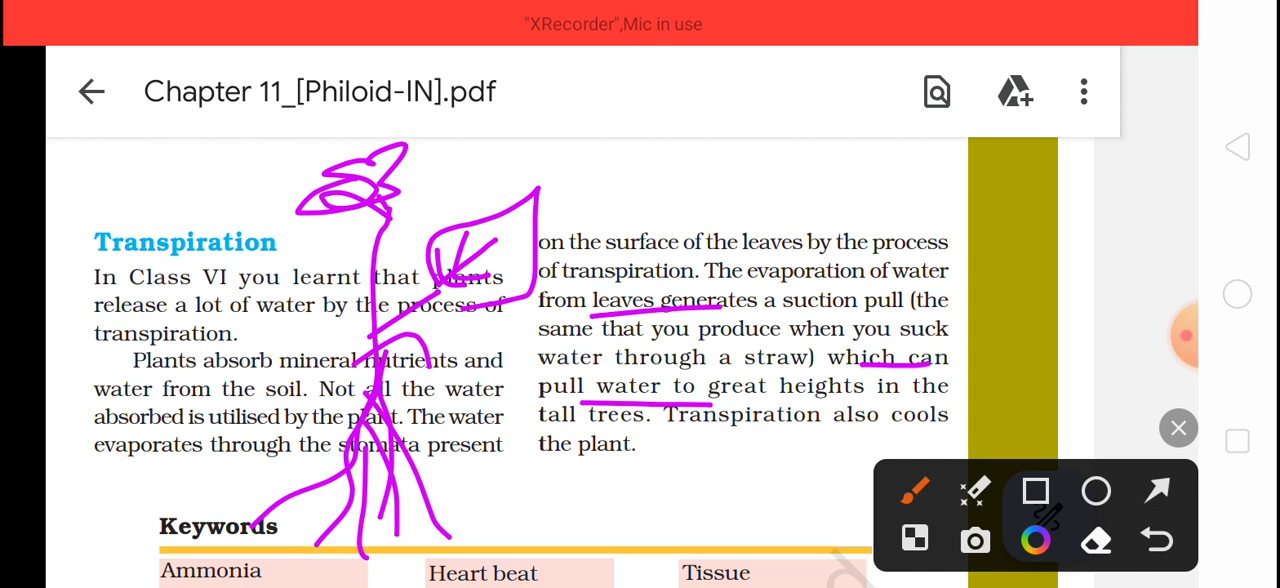 "XRecorder",Mic in use
Chapter 11_[Philoid-IN].pdf
Transpiration
In Class VI you learnt that plants
release a lot of water by the process of
transpiration.
Plants absorb mineral nutrients and
water from the soil. Not all the water
absorbed is utilised by the plant. The water
evaporates through the stomata present
on the surface of the leaves by the process
of transpiration. The evaporation of water
from leaves generates a suction pull (the
same that you produce when you suck
water through a straw) which can
pull water to great heights in the
tall trees. Transpiration also cools
the plant.
Keywords
Ammonia
Heart beat
Tissue